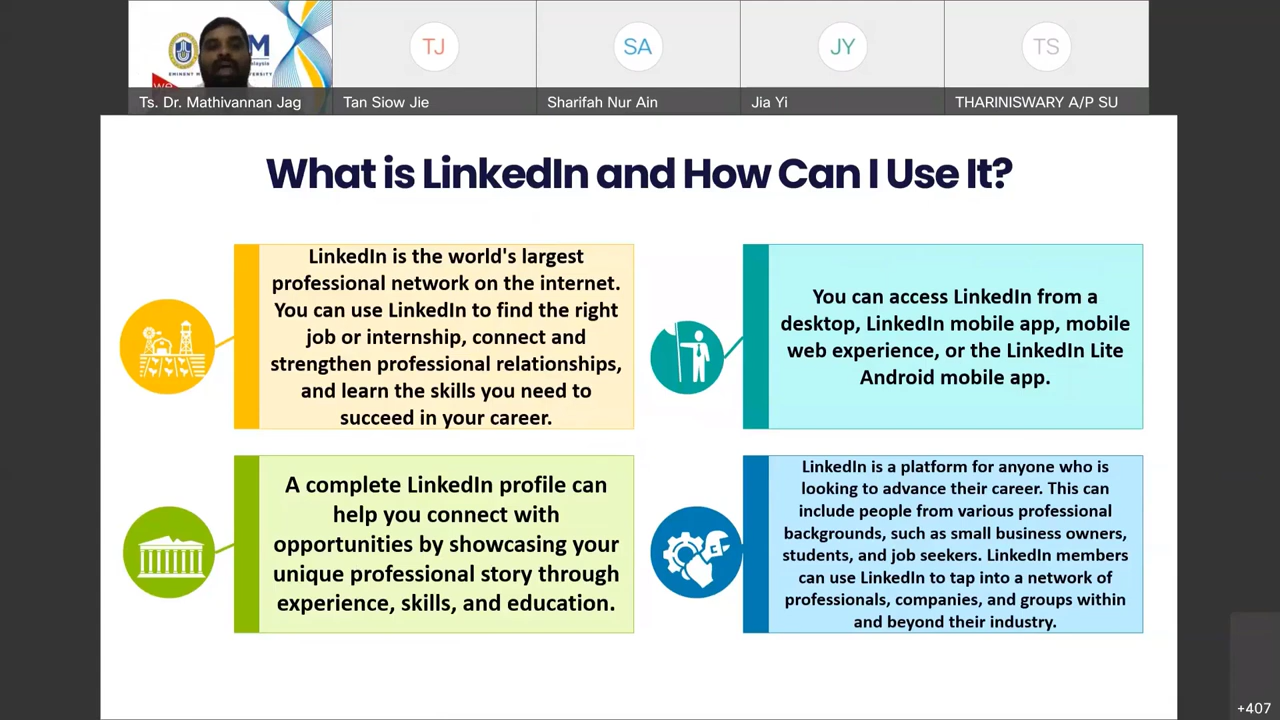 we
M
alaysia
Ts. Dr. Mathivannan Jag
TJ
Tan Siow Jie
SA
Sharifah Nur Ain
JY
Jia Yi
TS
THARINISWARY A/P SU
What is LinkedIn and How Can I Use It?
LinkedIn is the world's largest
professional network on the internet.
You can use LinkedIn to find the right
job or internship, connect and
strengthen professional relationships,
and learn the skills you need to
succeed in your career.
You can access LinkedIn from a
desktop, LinkedIn mobile app, mobile
web experience, or the LinkedIn Lite
Android mobile app.
A complete LinkedIn profile can
help you connect with
opportunities by showcasing your
unique professional story through
experience, skills, and education.
LinkedIn is a platform for anyone who is
looking to advance their career. This can
include people from various professional
backgrounds, such as small business owners,
students, and job seekers. LinkedIn members
can use LinkedIn to tap into a network of
professionals, companies, and groups within
and beyond their industry.
+407